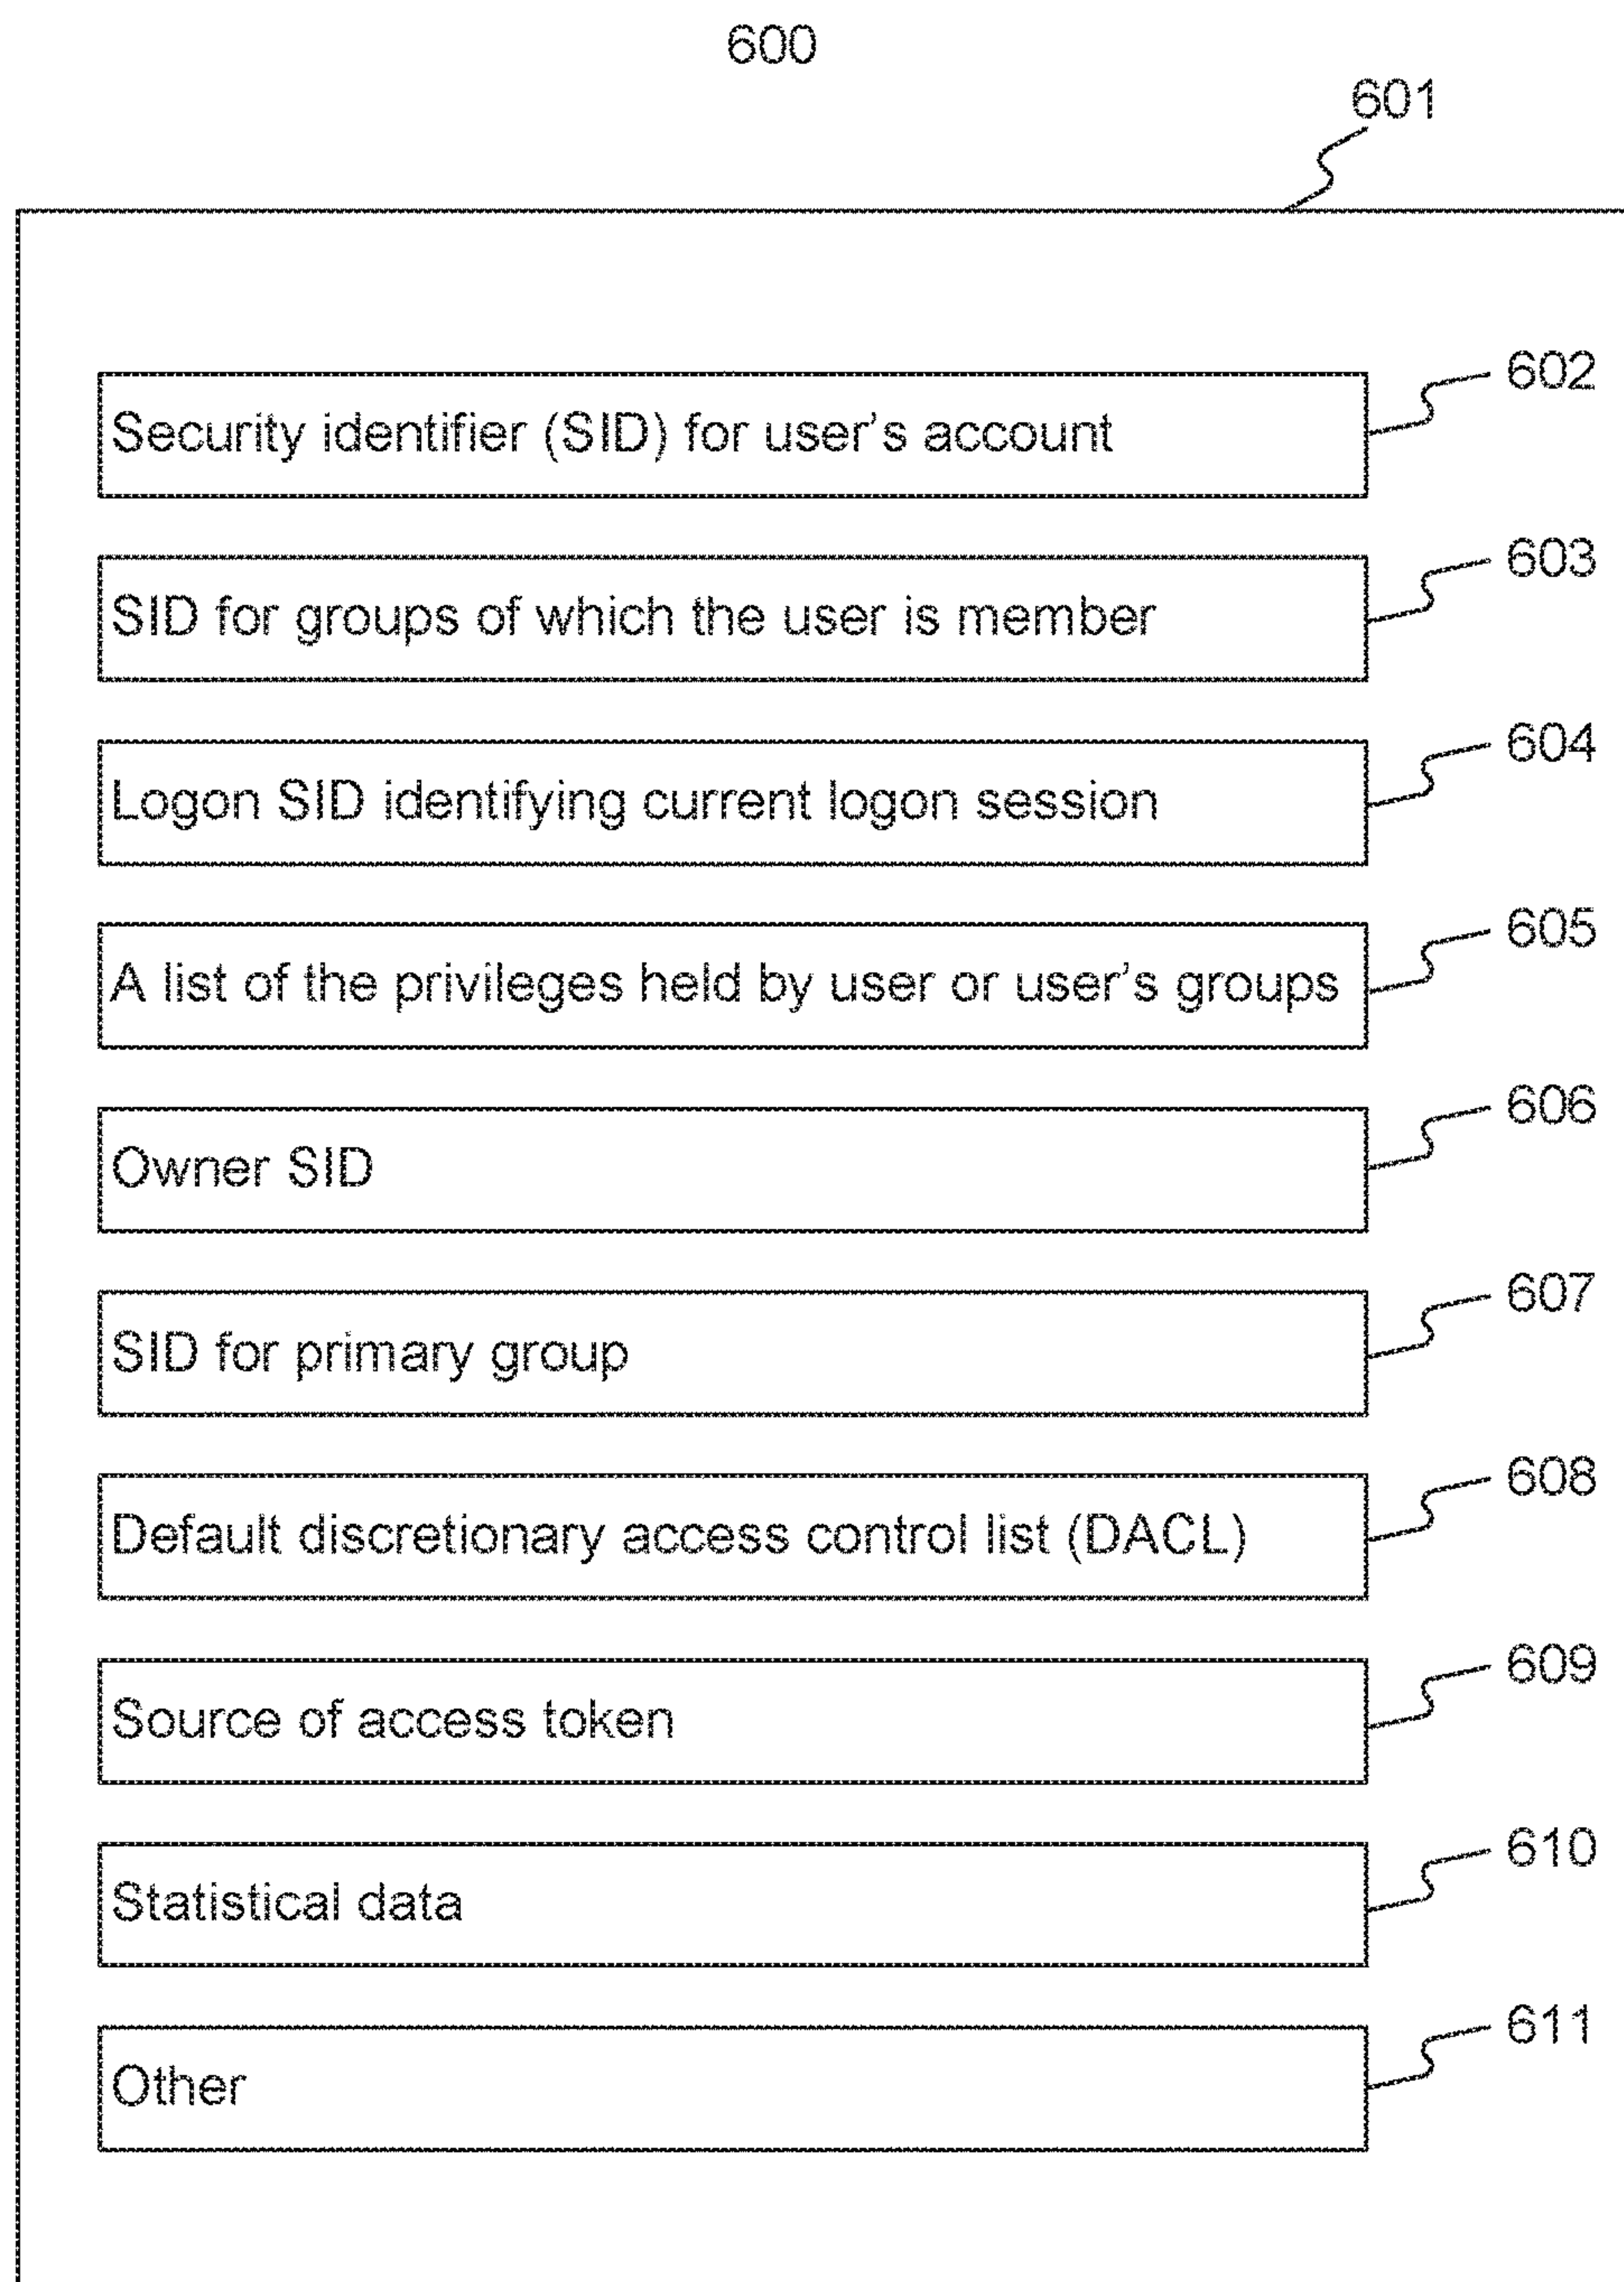 600
601
602
Security identifier (SID) for user's account
603
SID for groups of which the user is member
604
Logon SID identifying current logon session
605
A list of the privileges held by user or user's groups
606
Owner SID
607
SID for primary group
608
Default discretionary access control list (DACL)
609
Source of access token
610
Statistical data
611
Other